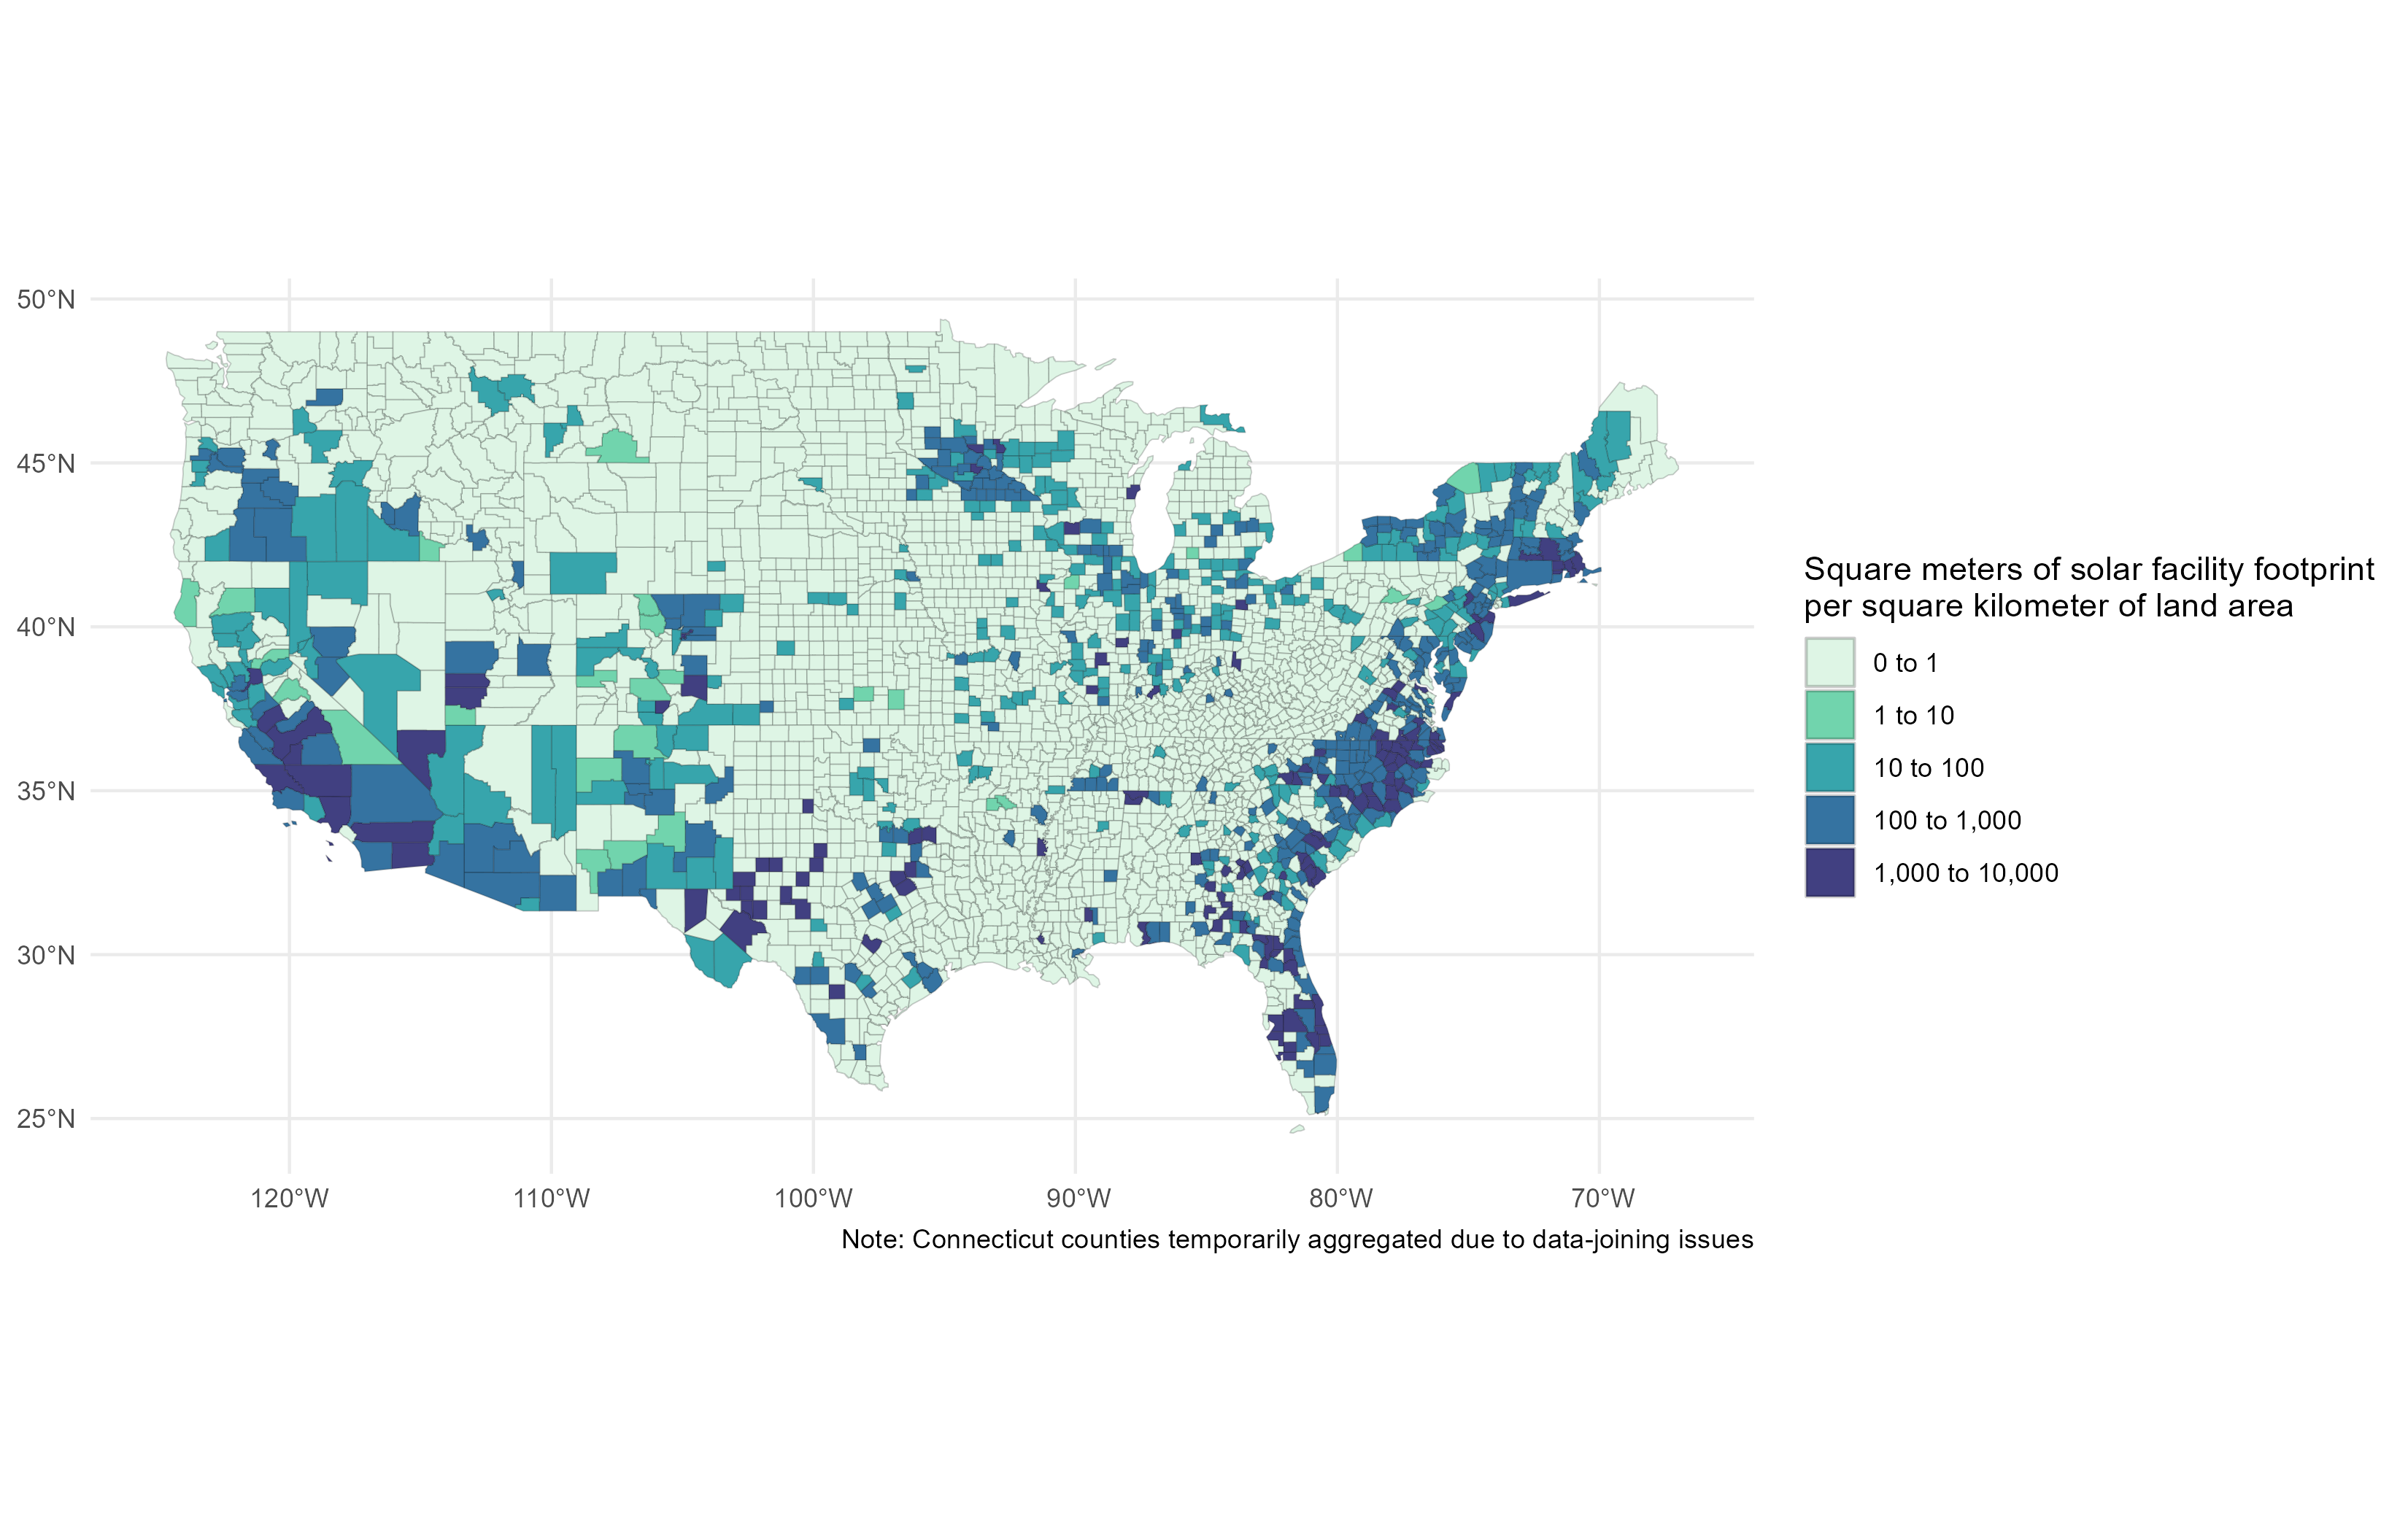 50°N
45°N
40°N
35°N
30°N
25°N
120°W 110°W 100°W 90°W 80°W 70°W
Note: Connecticut counties temporarily aggregated due to data-joining issues
Square meters of solar facility footprint
per square kilometer of land area
0 to 1
1 to 10
10 to 100
100 to 1,000
1,000 to 10,000